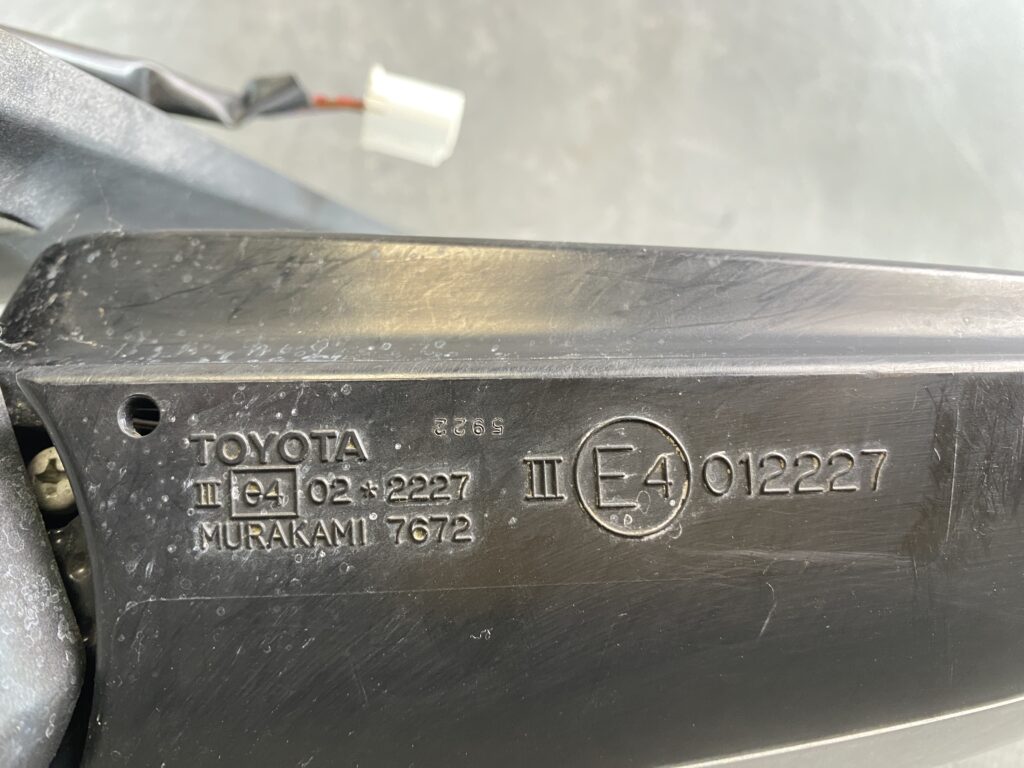 TOYOTA
5922
III e4 02*2227
MURAKAMI 7672
III E4 012227